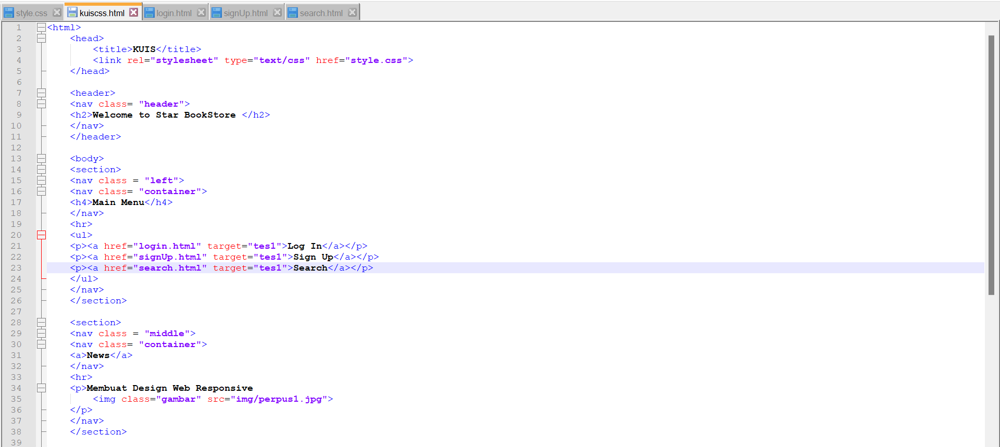 style.css kuiscss.html login.html signUp.html search.html
1 <html>
2 <head>
3 <title>KUIS</title>
4 <link rel="stylesheet" type="text/css" href="style.css">
5 </head>
6
7 <header>
8 <nav class= "header">
9 <h2>Welcome to Star BookStore </h2>
10 </nav>
11 </header>
12
13 <body>
14 <section>
15 <nav class = "left">
16 <nav class= "container">
17 <h4>Main Menu</h4>
18 </nav>
19 <hr>
20 <ul>
21 <p><a href="login.html" target="tes1">Log In</a></p>
22 <p><a href="signUp.html" target="tes1">Sign Up</a></p>
23 <p><a href="search.html" target="tes1">Search</a></p>
24 </ul>
25 </nav>
26 </section>
27
28 <section>
29 <nav class = "middle">
30 <nav class= "container">
31 <a>News</a>
32 </nav>
33 <hr>
34 <p>Membuat Design Web Responsive
35 <img class="gambar" src="img/perpus1.jpg">
36 </p>
37 </nav>
38 </section>
39